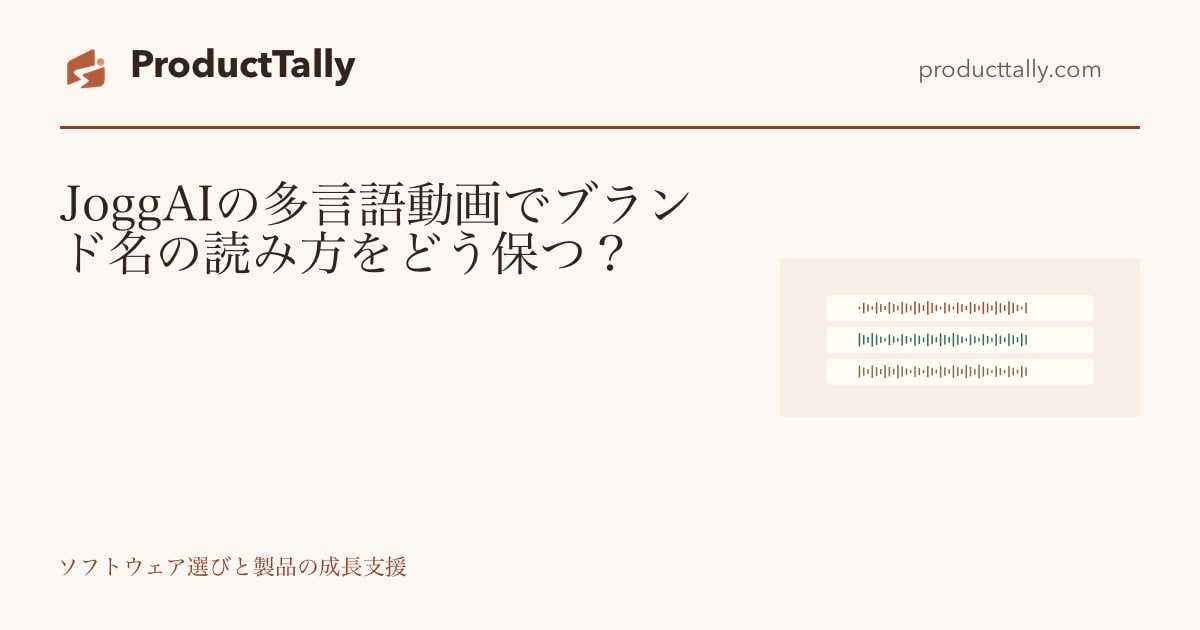 ProductTally
producttally.com
JoggAIの多言語動画でブラン
ド名の読み方をどう保つ？
ソフトウェア選びと製品の成長支援